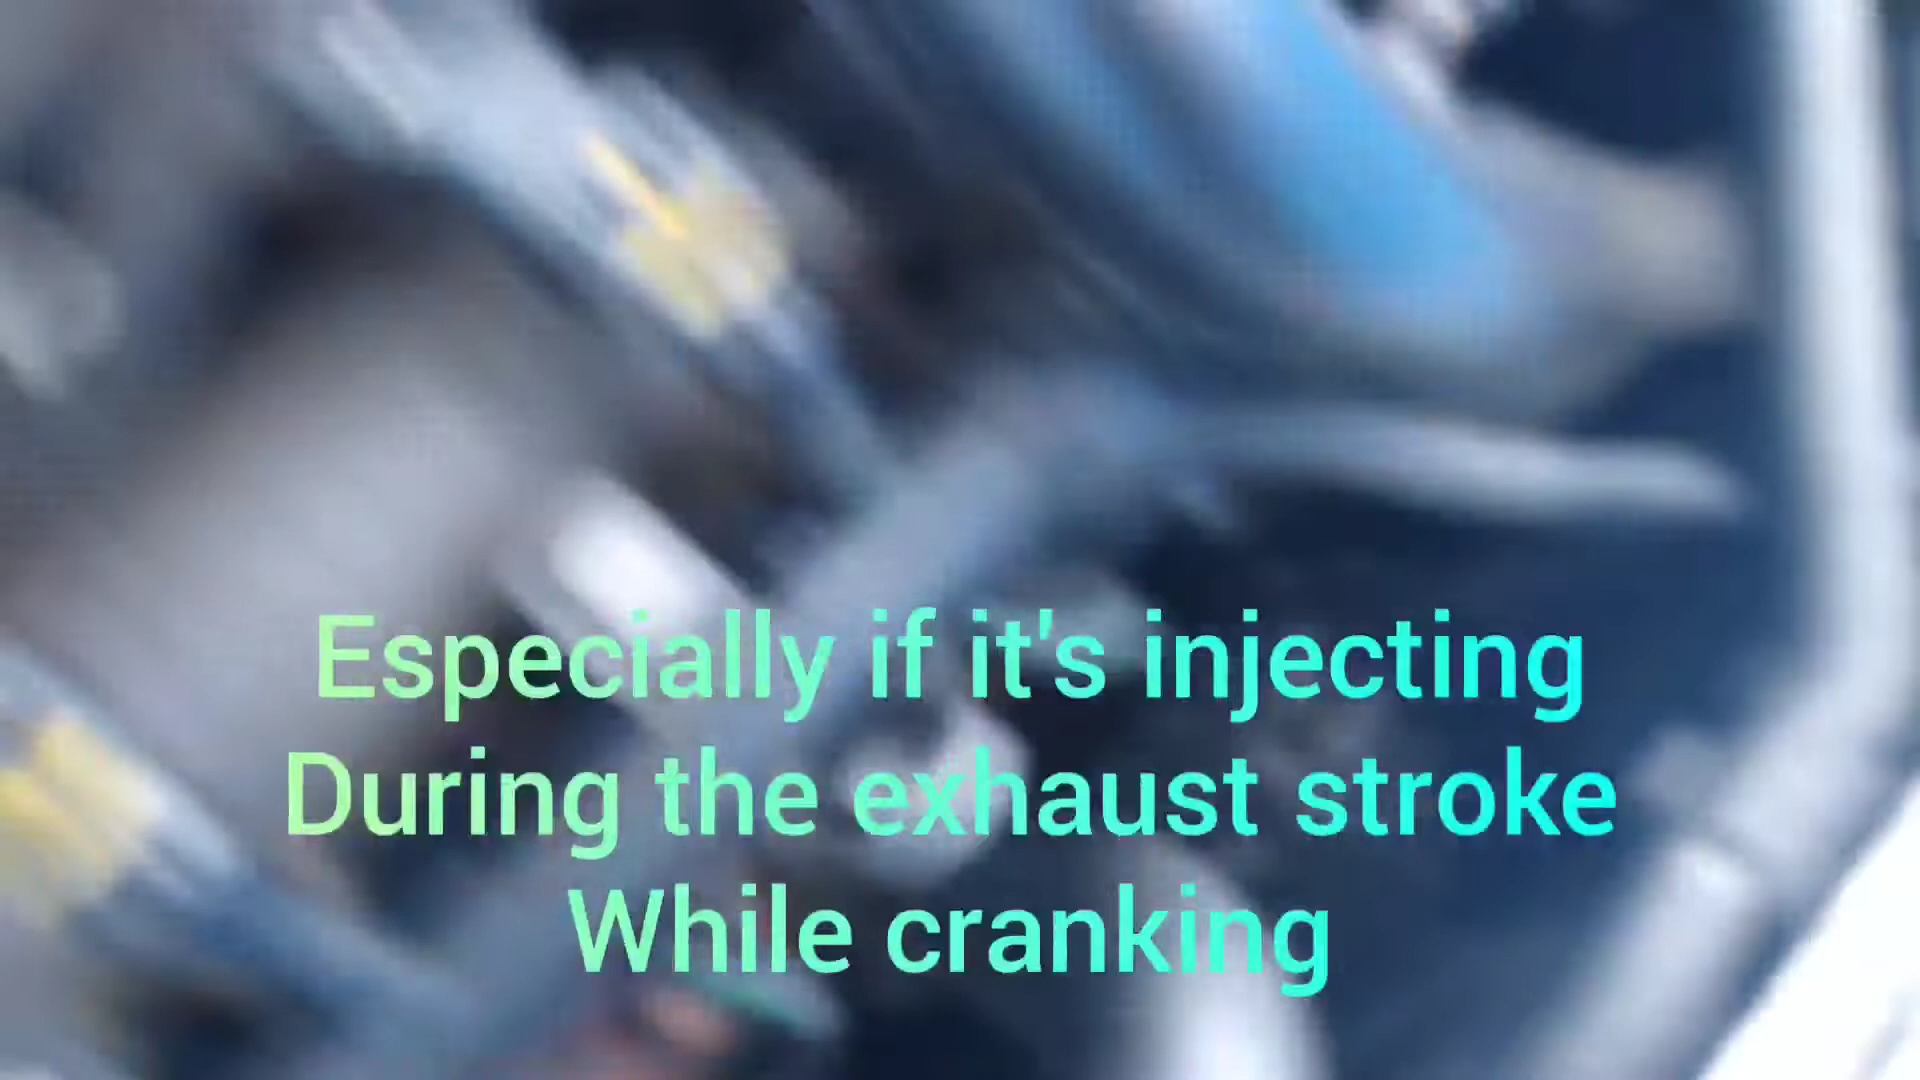 Especially if it's injecting
During the exhaust stroke
While cranking